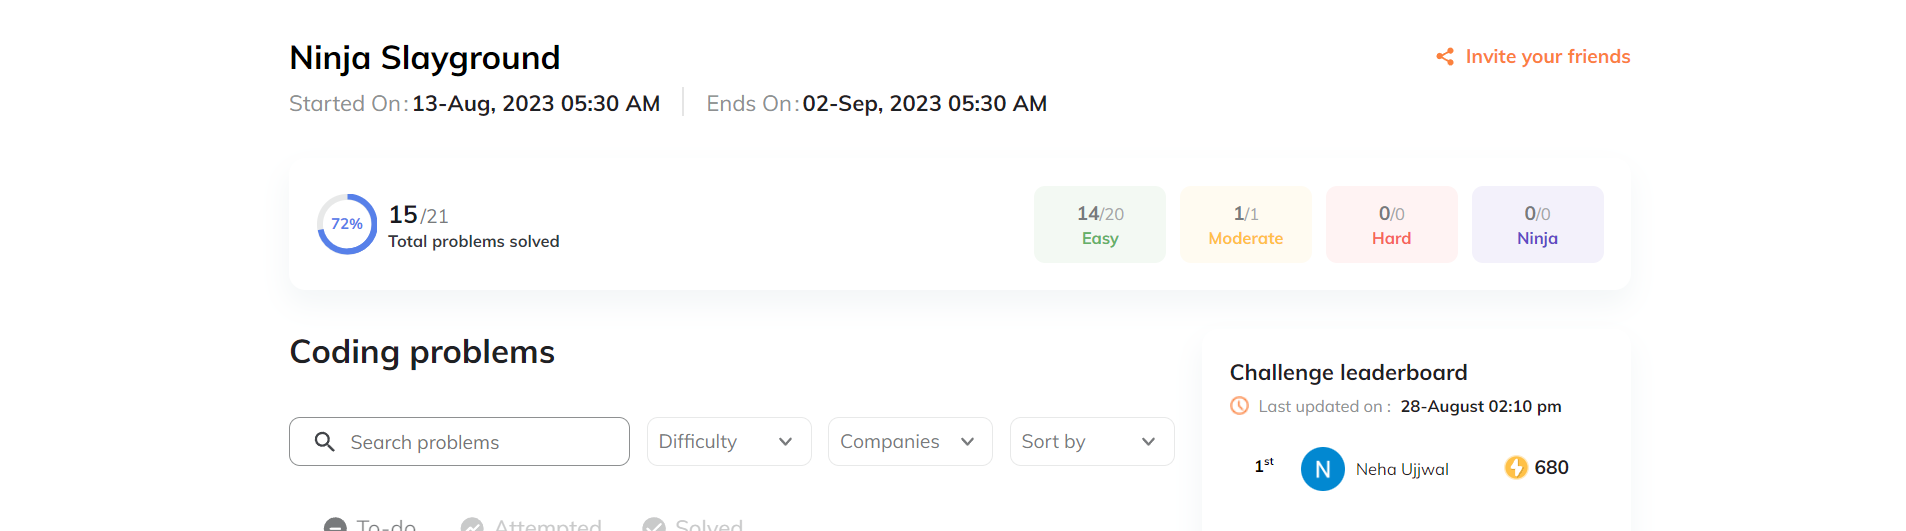 Ninja Slayground
Invite your friends
Started On: 13-Aug, 2023 05:30 AM
Ends On: 02-Sep, 2023 05:30 AM
72%
15/21
Total problems solved
14/20
Easy
1/1
Moderate
0/0
Hard
0/0
Ninja
Coding problems
Search problems
Difficulty
Companies
Sort by
To-do
Attempted
Solved
Challenge leaderboard
Last updated on : 28-August 02:10 pm
1st
N
Neha Ujjwal
680